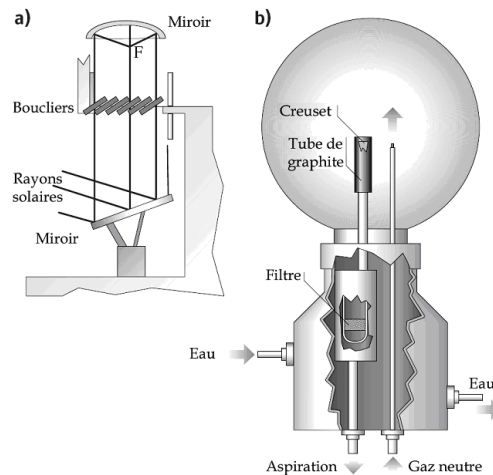 a)
Miroir
F
Boucliers
Rayons
solaires
Miroir
b)
Creuset
Tube de
graphite
Filtre
Eau
Eau
Aspiration
Gaz neutre